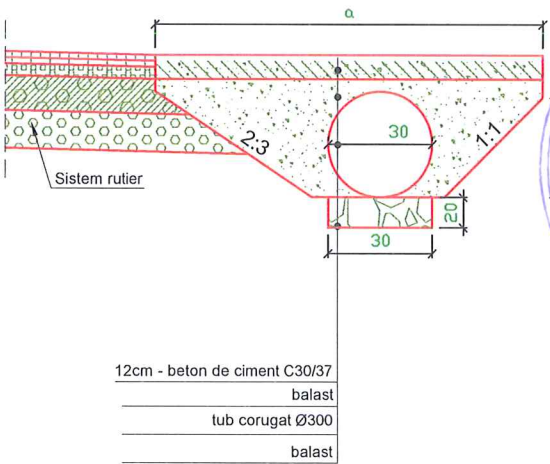 a
30
2:3
1:1
Sistem rutier
20
30
12cm - beton de ciment C30/37
balast
tub corugat Ø300
balast